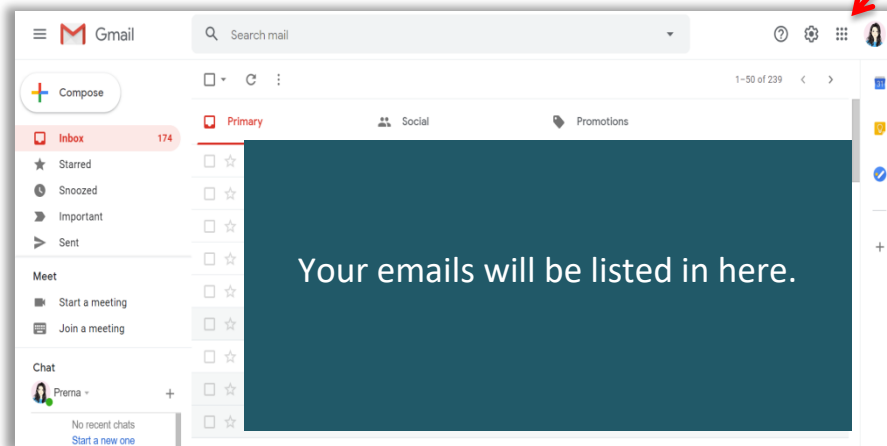 Gmail
Search mail
Compose
1–50 of 239
Primary
Social
Promotions
Inbox 174
Starred
Snoozed
Important
Sent
Meet
Start a meeting
Join a meeting
Chat
Prerna
No recent chats
Start a new one
Your emails will be listed in here.
31